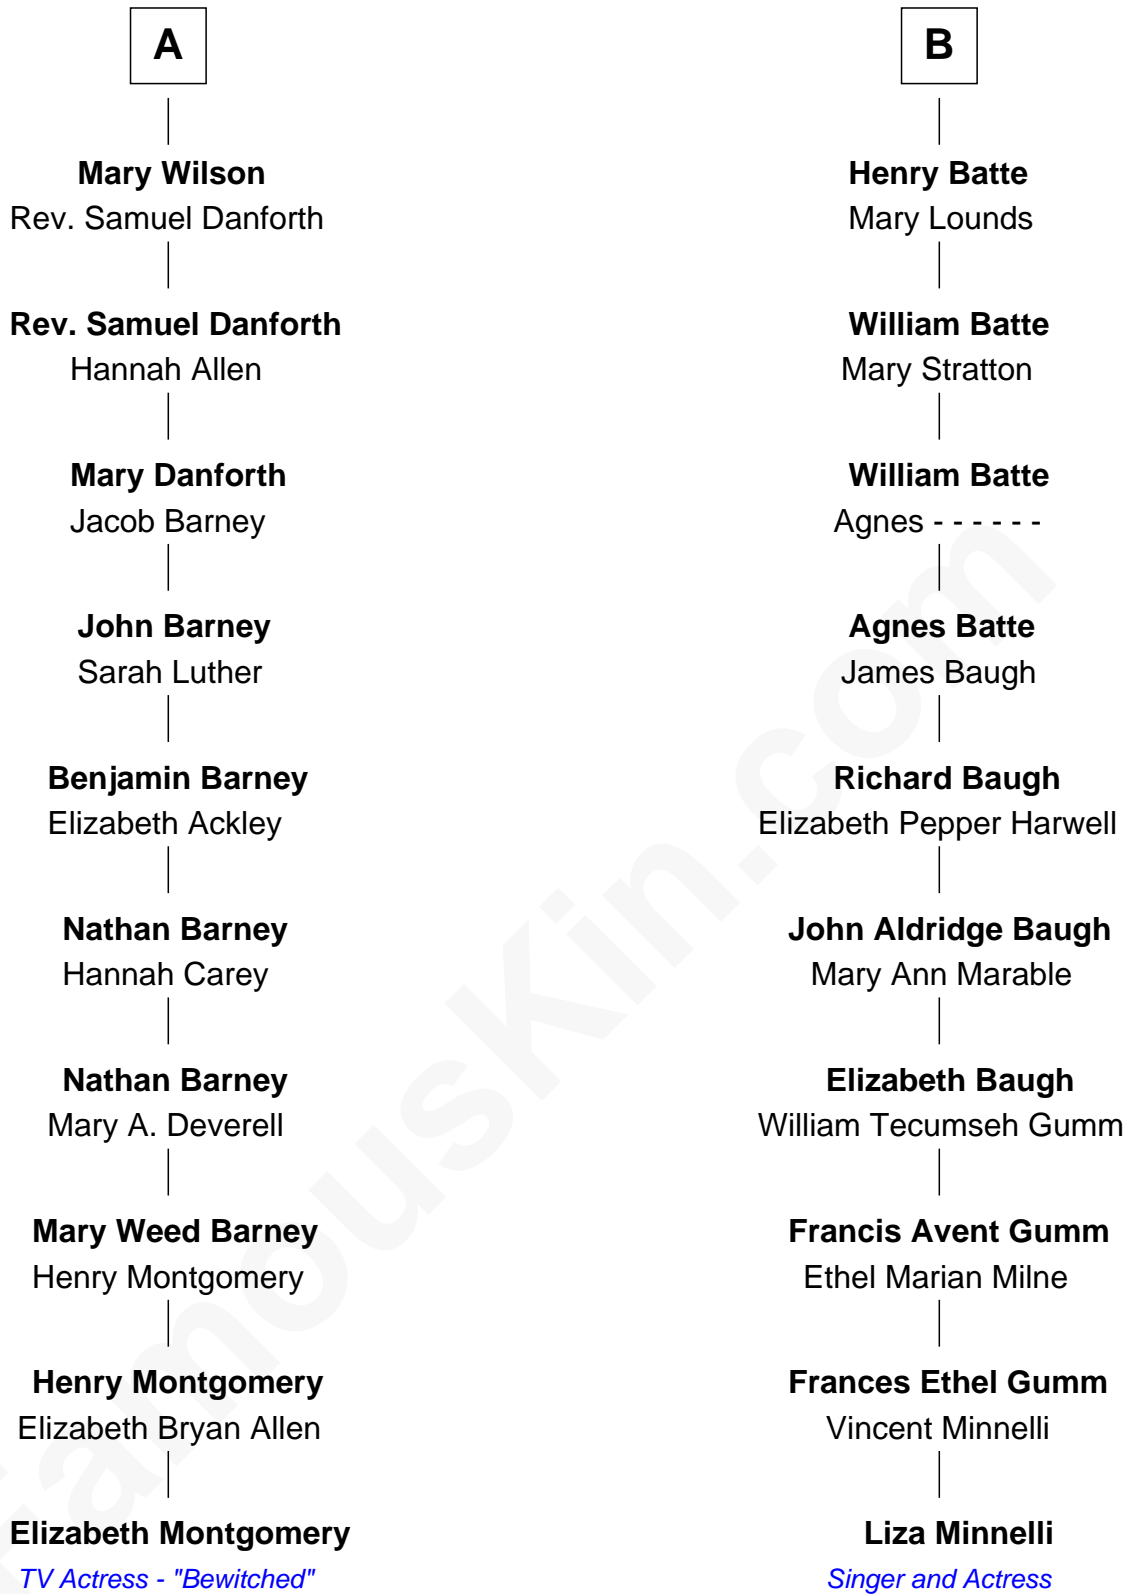 A
Mary Wilson
Rev. Samuel Danforth
Rev. Samuel Danforth
Hannah Allen
Mary Danforth
Jacob Barney
John Barney
Sarah Luther
Benjamin Barney
Elizabeth Ackley
Nathan Barney
Hannah Carey
Nathan Barney
Mary A. Deverell
Mary Weed Barney
Henry Montgomery
Henry Montgomery
Elizabeth Bryan Allen
Elizabeth Montgomery
TV Actress - "Bewitched"
B
Henry Batte
Mary Lounds
William Batte
Mary Stratton
William Batte
Agnes - - - - - -
Agnes Batte
James Baugh
Richard Baugh
Elizabeth Pepper Harwell
John Aldridge Baugh
Mary Ann Marable
Elizabeth Baugh
William Tecumseh Gumm
Francis Avent Gumm
Ethel Marian Milne
Frances Ethel Gumm
Vincent Minnelli
Liza Minnelli
Singer and Actress
FamousKin.com